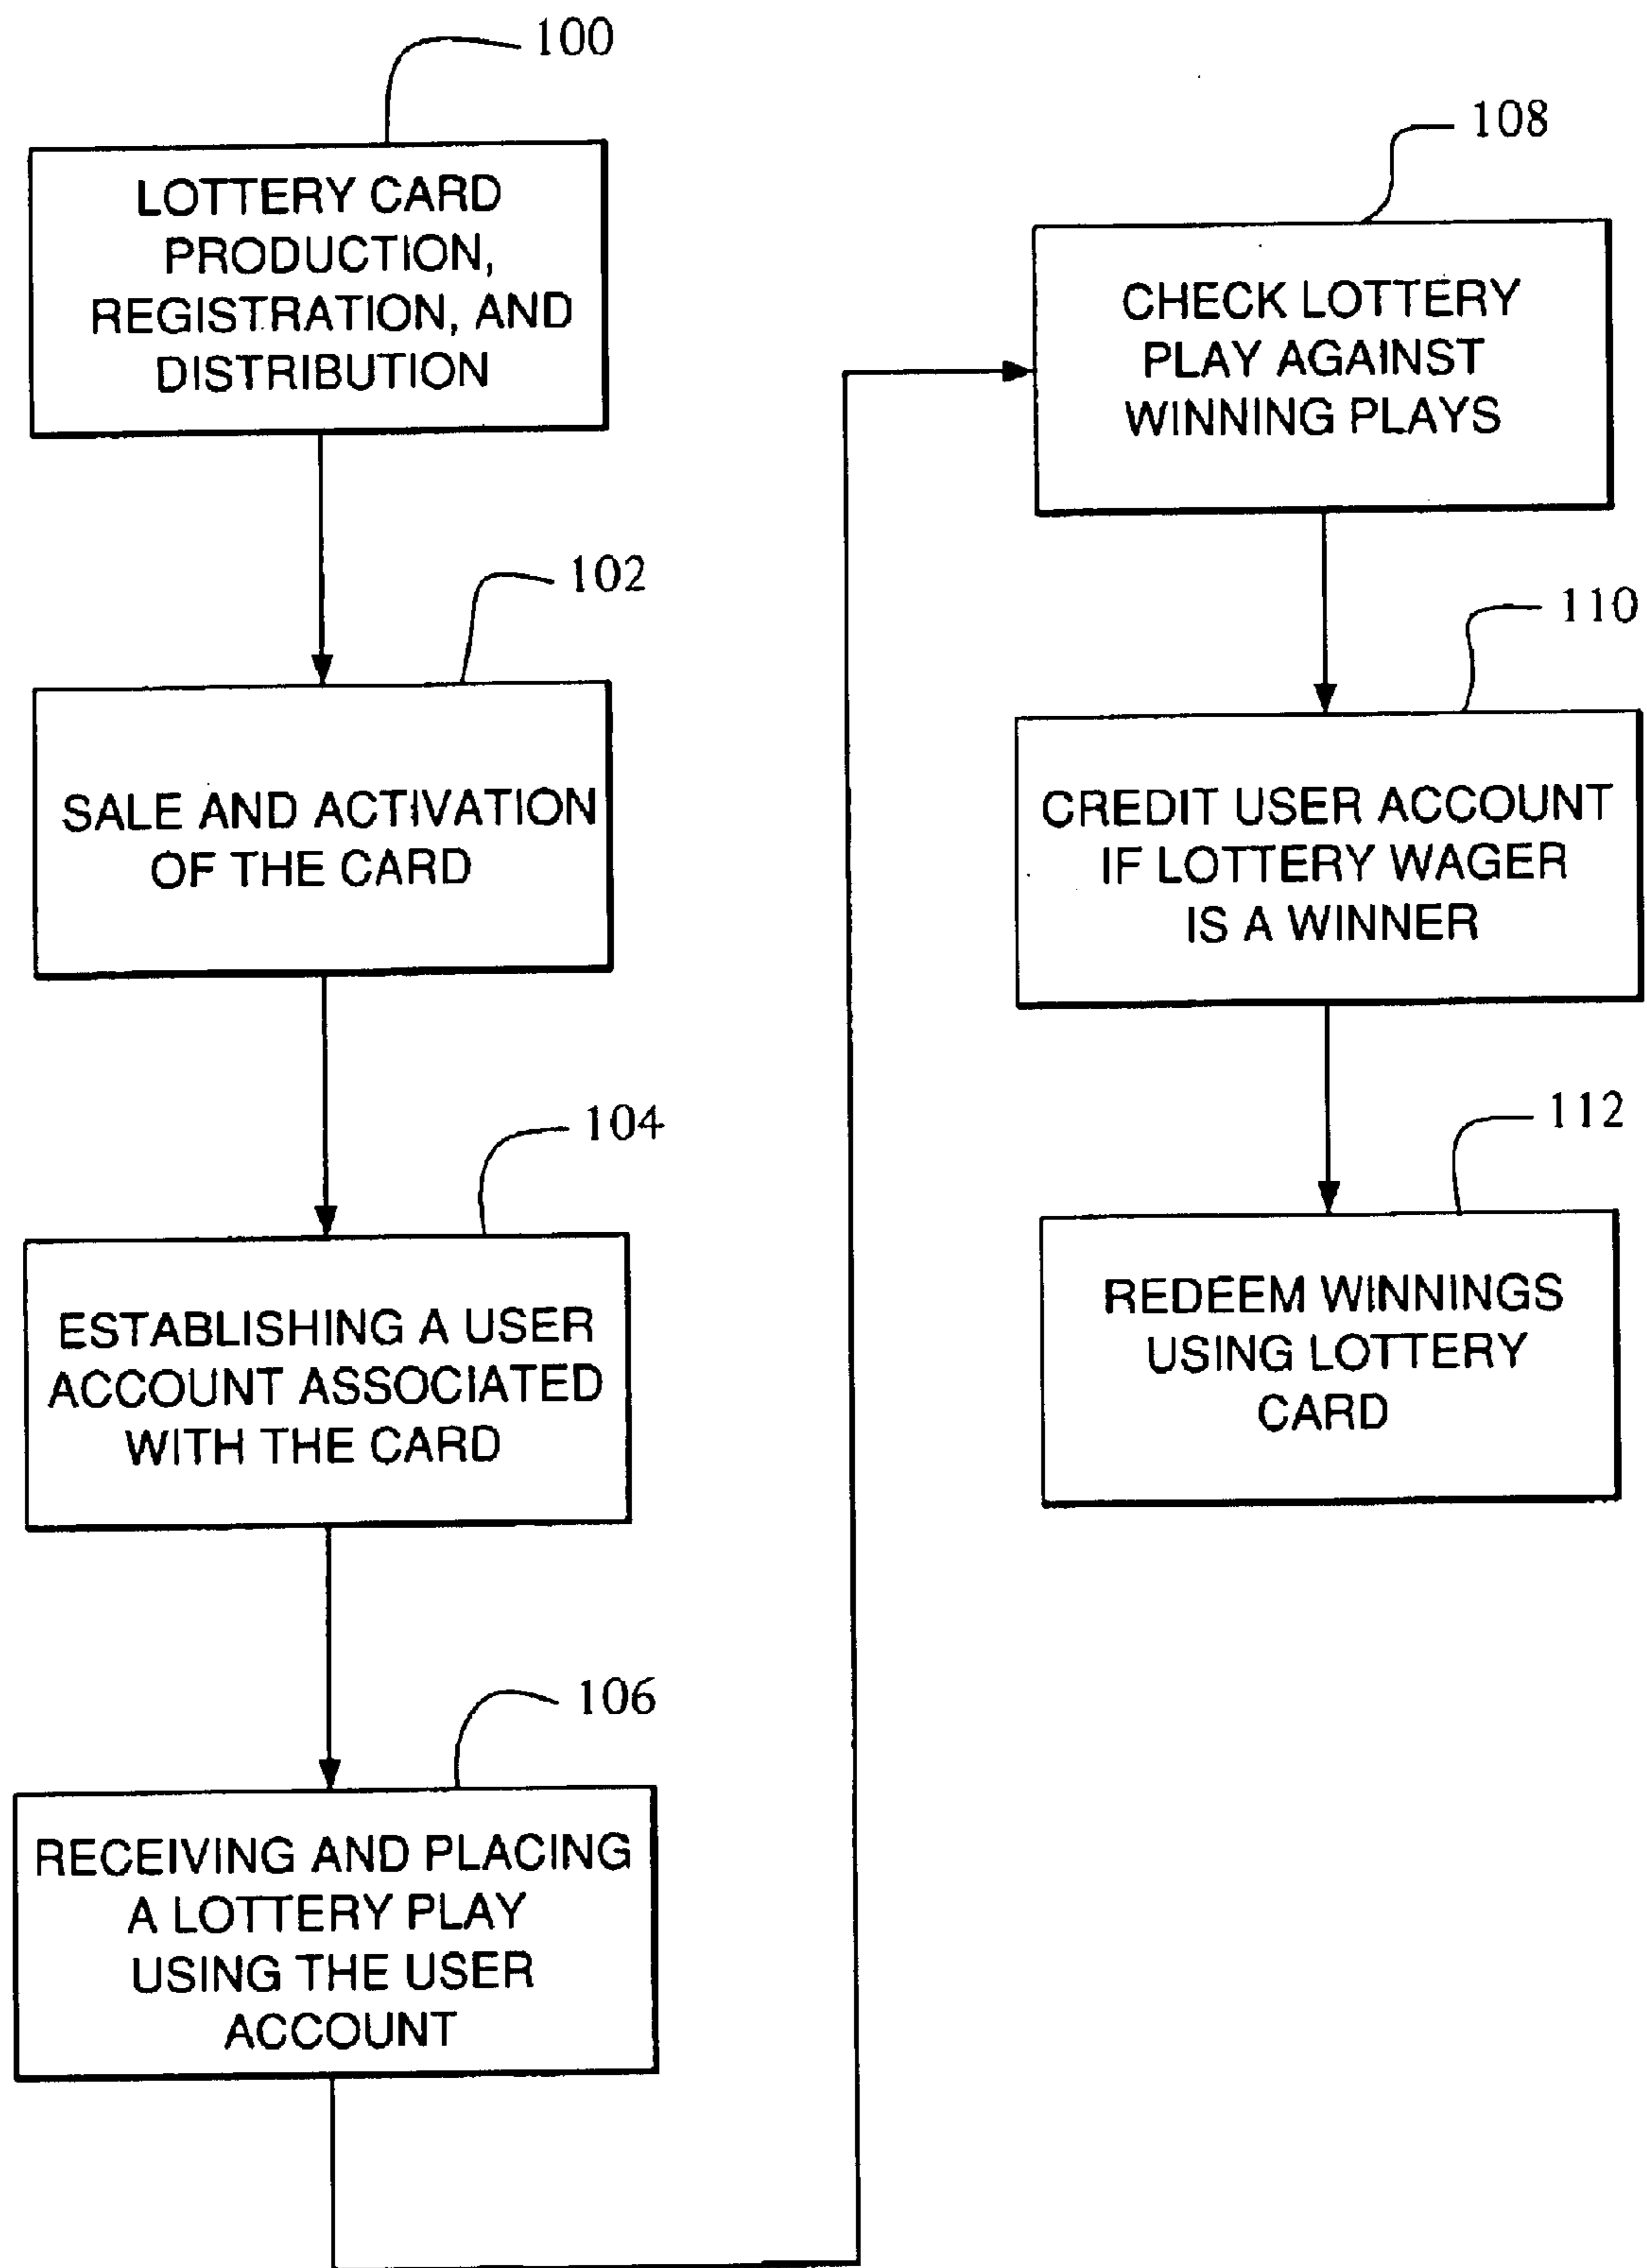 100
LOTTERY CARD
PRODUCTION,
REGISTRATION, AND
DISTRIBUTION
102
SALE AND ACTIVATION
OF THE CARD
104
ESTABLISHING A USER
ACCOUNT ASSOCIATED
WITH THE CARD
106
RECEIVING AND PLACING
A LOTTERY PLAY
USING THE USER
ACCOUNT
108
CHECK LOTTERY
PLAY AGAINST
WINNING PLAYS
110
CREDIT USER ACCOUNT
IF LOTTERY WAGER
IS A WINNER
112
REDEEM WINNINGS
USING LOTTERY
CARD